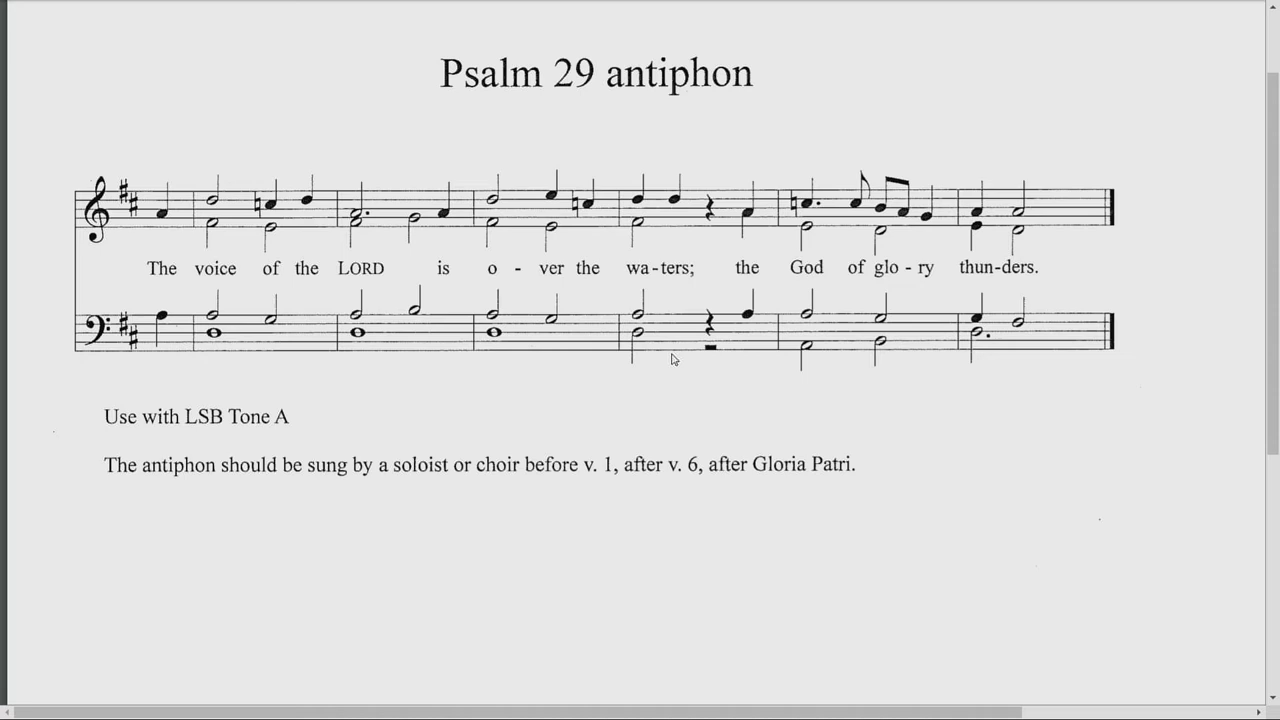 Psalm 29 antiphon
The voice of the LORD is o - ver the wa - ters; the God of glo - ry thun - ders.
Use with LSB Tone A
The antiphon should be sung by a soloist or choir before v. 1, after v. 6, after Gloria Patri.